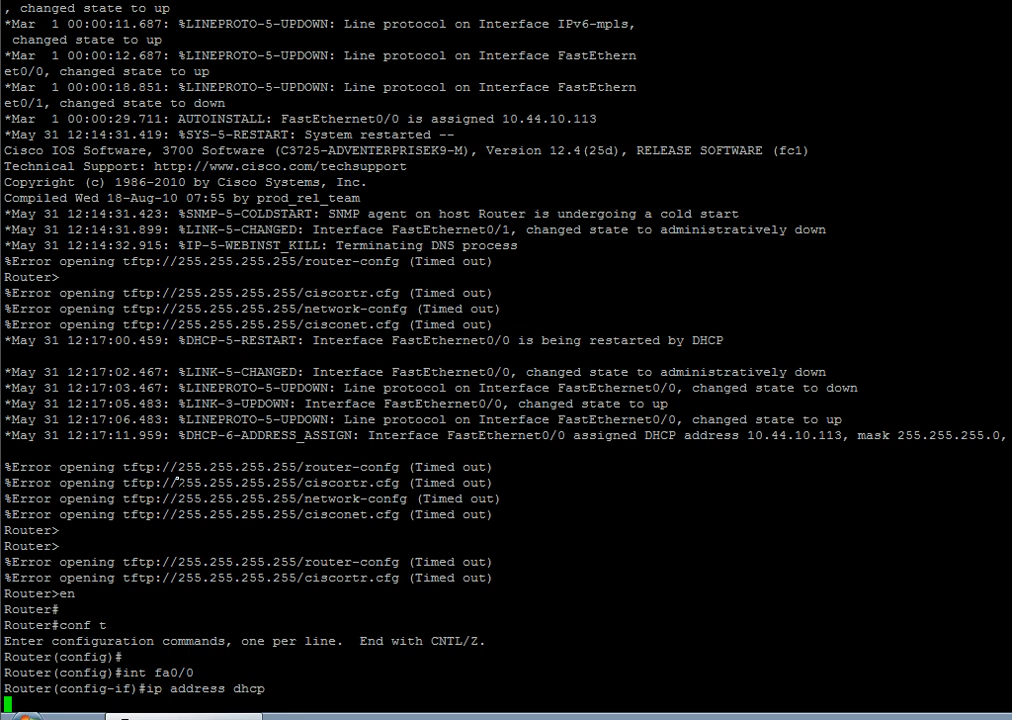 , changed state to up
*Mar  1 00:00:11.687: %LINEPROTO-5-UPDOWN: Line protocol on Interface IPv6-mpls,
 changed state to up
*Mar  1 00:00:12.687: %LINEPROTO-5-UPDOWN: Line protocol on Interface FastEthern
et0/0, changed state to up
*Mar  1 00:00:18.851: %LINEPROTO-5-UPDOWN: Line protocol on Interface FastEthern
et0/1, changed state to down
*Mar  1 00:00:29.711: AUTOINSTALL: FastEthernet0/0 is assigned 10.44.10.113
*May 31 12:14:31.419: %SYS-5-RESTART: System restarted --
Cisco IOS Software, 3700 Software (C3725-ADVENTERPRISEK9-M), Version 12.4(25d), RELEASE SOFTWARE (fc1)
Technical Support: http://www.cisco.com/techsupport
Copyright (c) 1986-2010 by Cisco Systems, Inc.
Compiled Wed 18-Aug-10 07:55 by prod_rel_team
*May 31 12:14:31.423: %SNMP-5-COLDSTART: SNMP agent on host Router is undergoing a cold start
*May 31 12:14:31.899: %LINK-5-CHANGED: Interface FastEthernet0/1, changed state to administratively down
*May 31 12:14:32.915: %IP-5-WEBINST_KILL: Terminating DNS process
%Error opening tftp://255.255.255.255/router-confg (Timed out)
Router>
%Error opening tftp://255.255.255.255/ciscortr.cfg (Timed out)
%Error opening tftp://255.255.255.255/network-confg (Timed out)
%Error opening tftp://255.255.255.255/cisconet.cfg (Timed out)
*May 31 12:17:00.459: %DHCP-5-RESTART: Interface FastEthernet0/0 is being restarted by DHCP
*May 31 12:17:02.467: %LINK-5-CHANGED: Interface FastEthernet0/0, changed state to administratively down
*May 31 12:17:03.467: %LINEPROTO-5-UPDOWN: Line protocol on Interface FastEthernet0/0, changed state to down
*May 31 12:17:05.483: %LINK-3-UPDOWN: Interface FastEthernet0/0, changed state to up
*May 31 12:17:06.483: %LINEPROTO-5-UPDOWN: Line protocol on Interface FastEthernet0/0, changed state to up
*May 31 12:17:11.959: %DHCP-6-ADDRESS_ASSIGN: Interface FastEthernet0/0 assigned DHCP address 10.44.10.113, mask 255.255.255.0,
%Error opening tftp://255.255.255.255/router-confg (Timed out)
%Error opening tftp://255.255.255.255/ciscortr.cfg (Timed out)
%Error opening tftp://255.255.255.255/network-confg (Timed out)
%Error opening tftp://255.255.255.255/cisconet.cfg (Timed out)
Router>
Router>
%Error opening tftp://255.255.255.255/router-confg (Timed out)
%Error opening tftp://255.255.255.255/ciscortr.cfg (Timed out)
Router>en
Router#
Router#conf t
Enter configuration commands, one per line.  End with CNTL/Z.
Router(config)#
Router(config)#int fa0/0
Router(config-if)#ip address dhcp